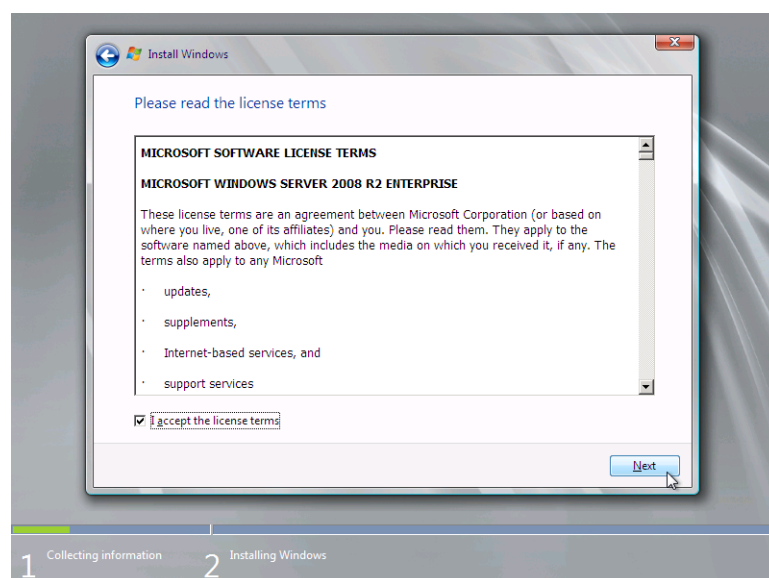 Install Windows
Please read the license terms
MICROSOFT SOFTWARE LICENSE TERMS
MICROSOFT WINDOWS SERVER 2008 R2 ENTERPRISE
These license terms are an agreement between Microsoft Corporation (or based on
where you live, one of its affiliates) and you. Please read them. They apply to the
software named above, which includes the media on which you received it, if any. The
terms also apply to any Microsoft
· updates,
· supplements,
· Internet-based services, and
· support services
I accept the license terms
Next
1 Collecting information
2 Installing Windows